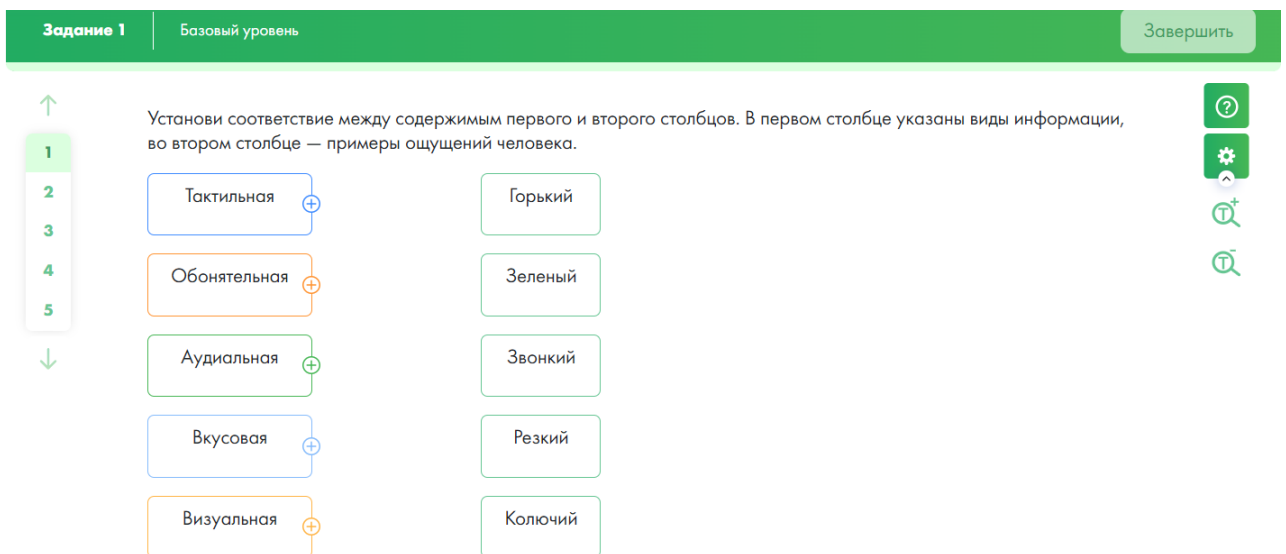 Задание 1
Базовый уровень
Завершить
1
2
3
4
5
Установи соответствие между содержимым первого и второго столбцов. В первом столбце указаны виды информации,
во втором столбце — примеры ощущений человека.
Тактильная
Горький
Обонятельная
Зеленый
Аудиальная
Звонкий
Вкусовая
Резкий
Визуальная
Колючий